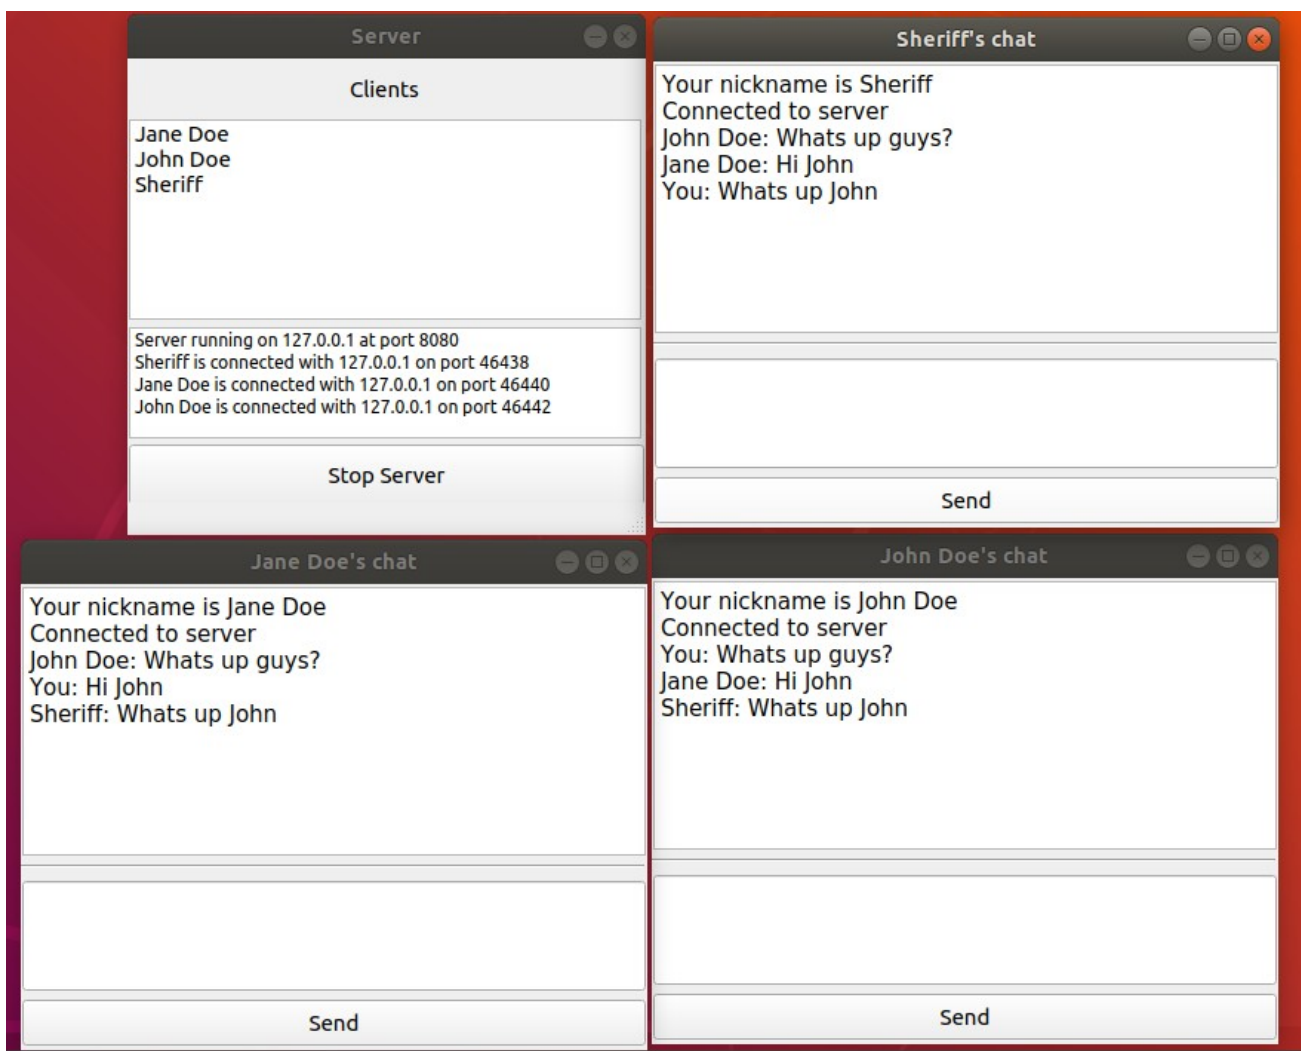 Server
Clients
Jane Doe
John Doe
Sheriff
Server running on 127.0.0.1 at port 8080
Sheriff is connected with 127.0.0.1 on port 46438
Jane Doe is connected with 127.0.0.1 on port 46440
John Doe is connected with 127.0.0.1 on port 46442
Stop Server
Sheriff's chat
Your nickname is Sheriff
Connected to server
John Doe: Whats up guys?
Jane Doe: Hi John
You: Whats up John
Send
Jane Doe's chat
Your nickname is Jane Doe
Connected to server
John Doe: Whats up guys?
You: Hi John
Sheriff: Whats up John
Send
John Doe's chat
Your nickname is John Doe
Connected to server
You: Whats up guys?
Jane Doe: Hi John
Sheriff: Whats up John
Send